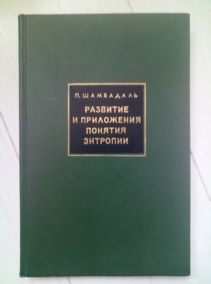 П. ШАМБАДАЛЬ
РАЗВИТИЕ
И ПРИЛОЖЕНИЯ
ПОНЯТИЯ
ЭНТРОПИИ